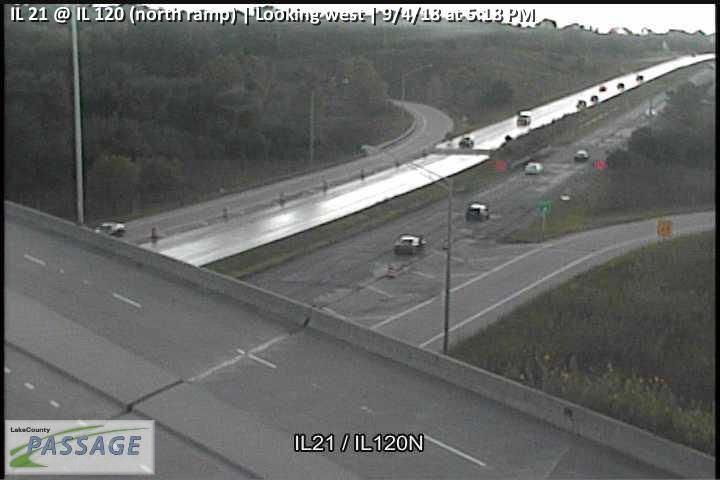 IL 21 @ IL 120 (north ramp) | Looking west | 9/4/18 at 5:18 PM
LakeCounty
PASSAGE
IL21 / IL120N